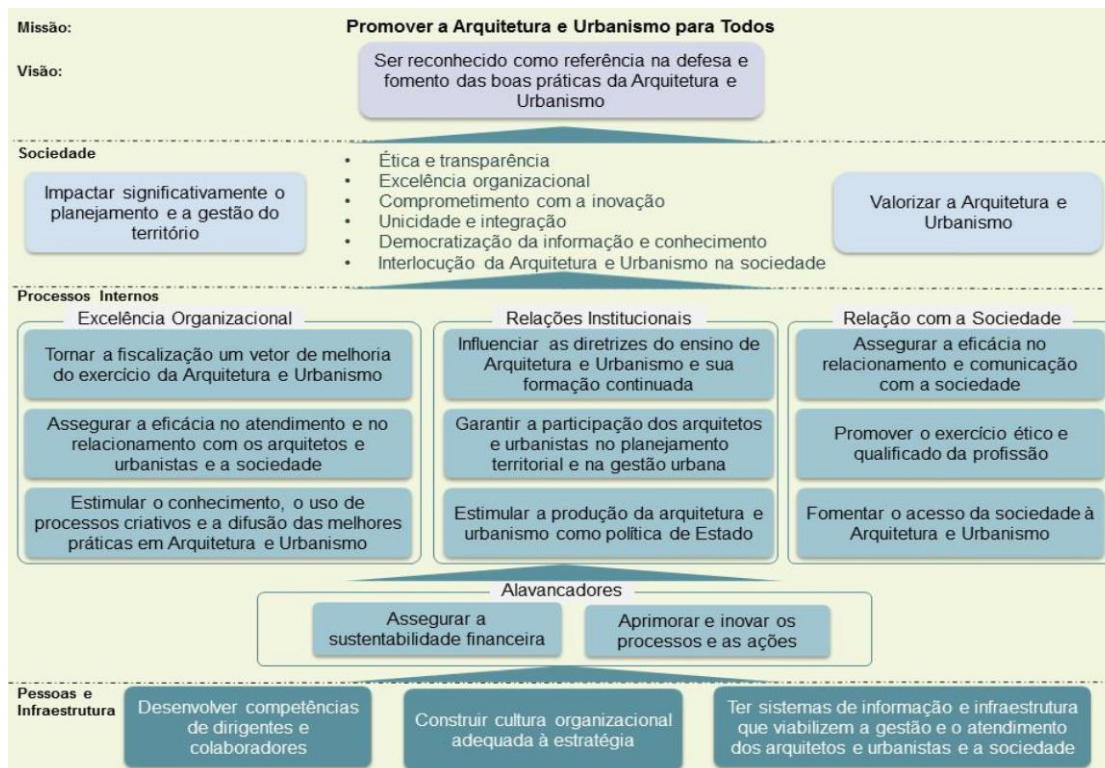 Missão:
Promover a Arquitetura e Urbanismo para Todos
Visão:
Ser reconhecido como referência na defesa e
fomento das boas práticas da Arquitetura e
Urbanismo
Sociedade
Impactar significativamente o
planejamento e a gestão do
território
• Ética e transparência
• Excelência organizacional
• Comprometimento com a inovação
• Unicidade e integração
• Democratização da informação e conhecimento
• Interlocução da Arquitetura e Urbanismo na sociedade
Valorizar a Arquitetura e
Urbanismo
Processos Internos
Excelência Organizacional
Tornar a fiscalização um vetor de melhoria
do exercício da Arquitetura e Urbanismo
Assegurar a eficácia no atendimento e no
relacionamento com os arquitetos e
urbanistas e a sociedade
Estimular o conhecimento, o uso de
processos criativos e a difusão das melhores
práticas em Arquitetura e Urbanismo
Relações Institucionais
Influenciar as diretrizes do ensino de
Arquitetura e Urbanismo e sua
formação continuada
Garantir a participação dos arquitetos
e urbanistas no planejamento
territorial e na gestão urbana
Estimular a produção da arquitetura e
urbanismo como política de Estado
Relação com a Sociedade
Assegurar a eficácia no
relacionamento e comunicação
com a sociedade
Promover o exercício ético e
qualificado da profissão
Fomentar o acesso da sociedade à
Arquitetura e Urbanismo
Alavancadores
Assegurar a
sustentabilidade financeira
Aprimorar e inovar os
processos e as ações
Pessoas e
Infraestrutura
Desenvolver competências
de dirigentes e
colaboradores
Construir cultura organizacional
adequada à estratégia
Ter sistemas de informação e infraestrutura
que viabilizem a gestão e o atendimento
dos arquitetos e urbanistas e a sociedade